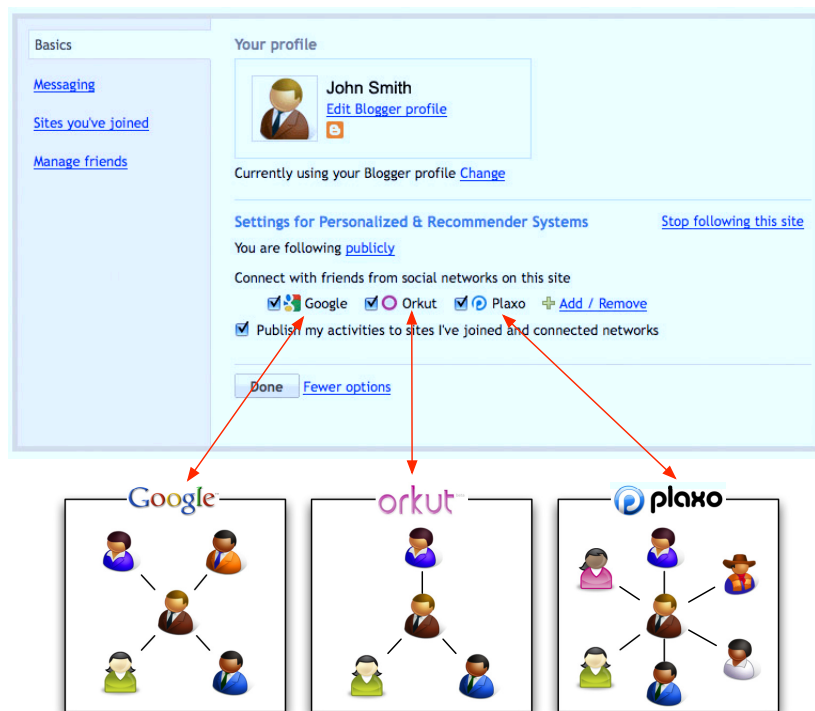 Basics
Messaging
Sites you've joined
Manage friends
Your profile
John Smith
Edit Blogger profile
Currently using your Blogger profile Change
Settings for Personalized & Recommender Systems
Stop following this site
You are following publicly
Connect with friends from social networks on this site
Google Orkut Plaxo Add / Remove
Publish my activities to sites I've joined and connected networks
Done Fewer options
Google orkut plaxo